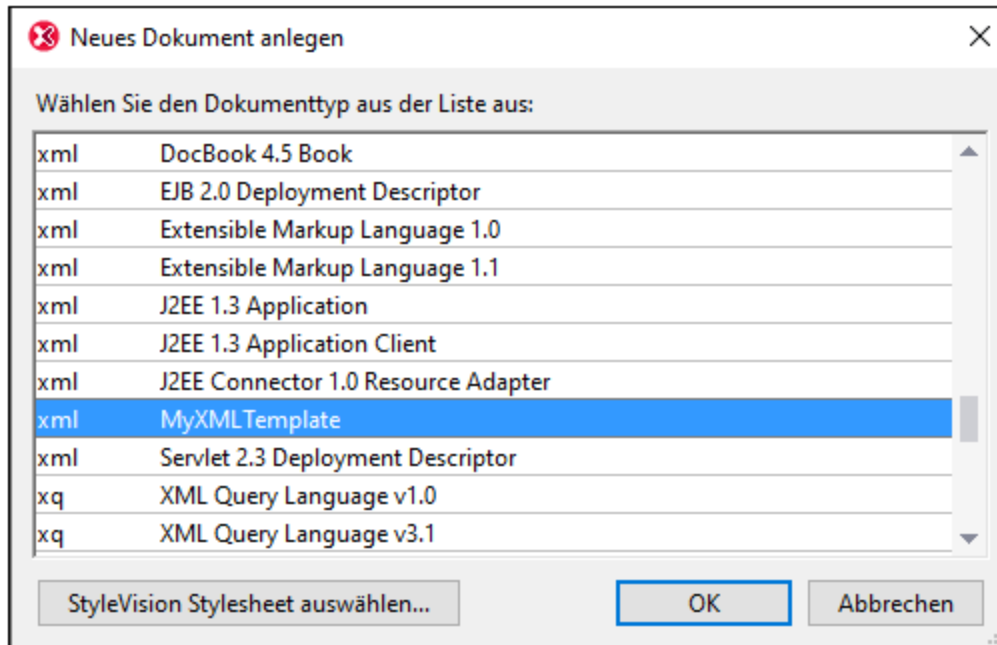 Neues Dokument anlegen
Wählen Sie den Dokumenttyp aus der Liste aus:
xml DocBook 4.5 Book
xml EJB 2.0 Deployment Descriptor
xml Extensible Markup Language 1.0
xml Extensible Markup Language 1.1
xml J2EE 1.3 Application
xml J2EE 1.3 Application Client
xml J2EE Connector 1.0 Resource Adapter
xml MyXMLTemplate
xml Servlet 2.3 Deployment Descriptor
xq XML Query Language v1.0
xq XML Query Language v3.1
StyleVision Stylesheet auswählen... OK Abbrechen